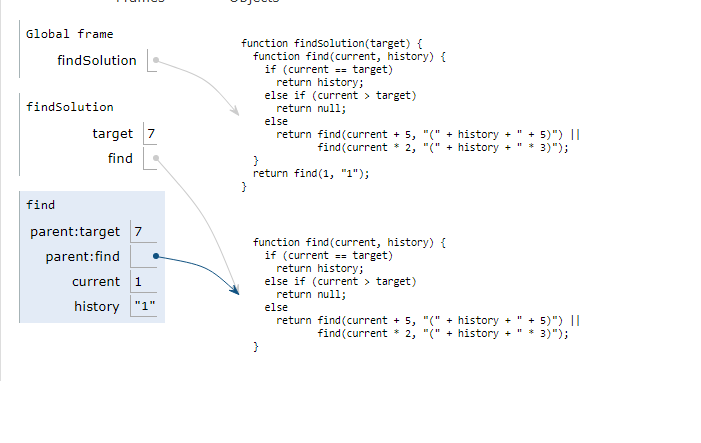 Frames Objects
Global frame
findSolution
findSolution
target 7
find
find
parent:target 7
parent:find
current 1
history "1"
function findSolution(target) {
function find(current, history) {
if (current == target)
return history;
else if (current > target)
return null;
else
return find(current + 5, "(" + history + " + 5)") ||
find(current * 2, "(" + history + " * 3)");
}
return find(1, "1");
}
function find(current, history) {
if (current == target)
return history;
else if (current > target)
return null;
else
return find(current + 5, "(" + history + " + 5)") ||
find(current * 2, "(" + history + " * 3)");
}